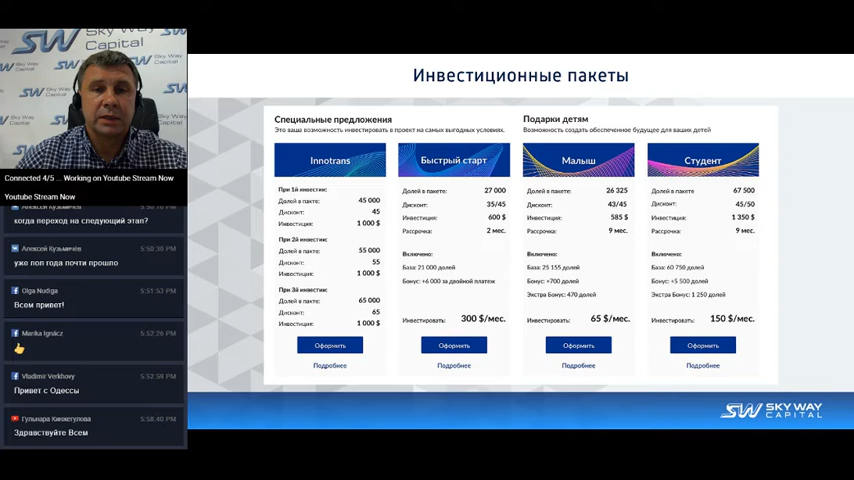 SW Sky Way
Capital
Connected 4/5 ... Working on Youtube Stream Now
Youtube Stream Now
5:50:10 PM
когда переход на следующий этап?
Алексей Кузьмичёв 5:50:30 PM
уже пол года почти прошло
Olga Nudiga 5:51:53 PM
Всем привет!
Marika Ignácz 5:52:26 PM
Vladimir Verkhovy 5:52:59 PM
Привет с Одессы
Гульнара 5:58:40 PM
Здравствуйте Всем
Инвестиционные пакеты
Специальные предложения
Это ваша возможность инвестировать в проект на самых выгодных условиях.
Innotrans
При 1й инвестиции:
Долей в пакете: 45 000
Дисконт: 45
Инвестиция: 1 000 $
При 2й инвестиции:
Долей в пакете: 55 000
Дисконт: 55
Инвестиция: 1 000 $
При 3й инвестиции:
Долей в пакете: 65 000
Дисконт: 65
Инвестиция: 1 000 $
Оформить
Подробнее
Быстрый старт
Долей в пакете: 27 000
Дисконт: 35/45
Инвестиция: 600 $
Рассрочка: 2 мес.
Включено:
База: 21 000 долей
Бонус: +6 000 за двойной платеж
Инвестировать: 300 $/мес.
Оформить
Подробнее
Подарки детям
Возможность создать обеспеченное будущее для ваших детей
Малыш
Долей в пакете: 26 325
Дисконт: 43/45
Инвестиция: 585 $
Рассрочка: 9 мес.
Включено:
База: 25 155 долей
Бонус: +700 долей
Экстра Бонус: 470 долей
Инвестировать: 65 $/мес.
Оформить
Подробнее
Студент
Долей в пакете 67 500
Дисконт: 45/50
Инвестиция: 1 350 $
Рассрочка: 9 мес.
Включено:
База: 60 750 долей
Бонус: +5 500 долей
Экстра Бонус: 1 250 долей
Инвестировать: 150 $/мес.
Оформить
Подробнее
SW SKY WAY
CAPITAL